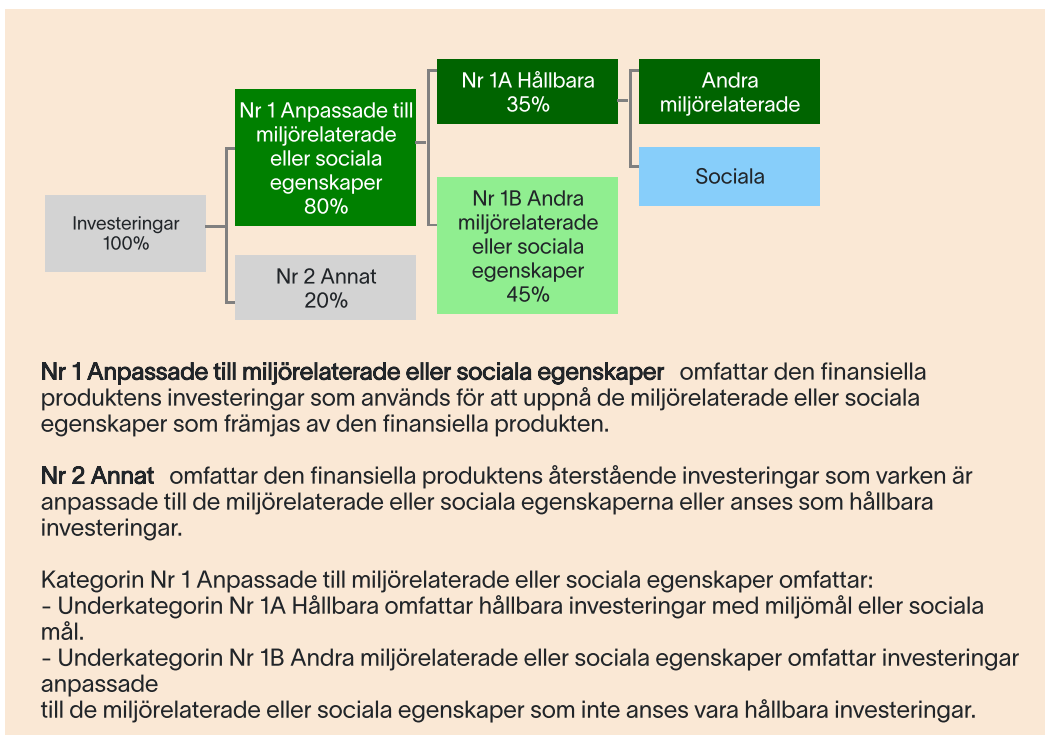 Investeringar
100%
Nr 1 Anpassade till
miljörelaterade
eller sociala
egenskaper
80%
Nr 2 Annat
20%
Nr 1A Hållbara
35%
Nr 1B Andra
miljörelaterade
eller sociala
egenskaper
45%
Andra
miljörelaterade
Sociala
Nr 1 Anpassade till miljörelaterade eller sociala egenskaper omfattar den finansiella
produktens investeringar som används för att uppnå de miljörelaterade eller sociala
egenskaper som främjas av den finansiella produkten.
Nr 2 Annat omfattar den finansiella produktens återstående investeringar som varken är
anpassade till de miljörelaterade eller sociala egenskaperna eller anses som hållbara
investeringar.
Kategorin Nr 1 Anpassade till miljörelaterade eller sociala egenskaper omfattar:
- Underkategorin Nr 1A Hållbara omfattar hållbara investeringar med miljömål eller sociala
mål.
- Underkategorin Nr 1B Andra miljörelaterade eller sociala egenskaper omfattar investeringar
anpassade
till de miljörelaterade eller sociala egenskaper som inte anses vara hållbara investeringar.